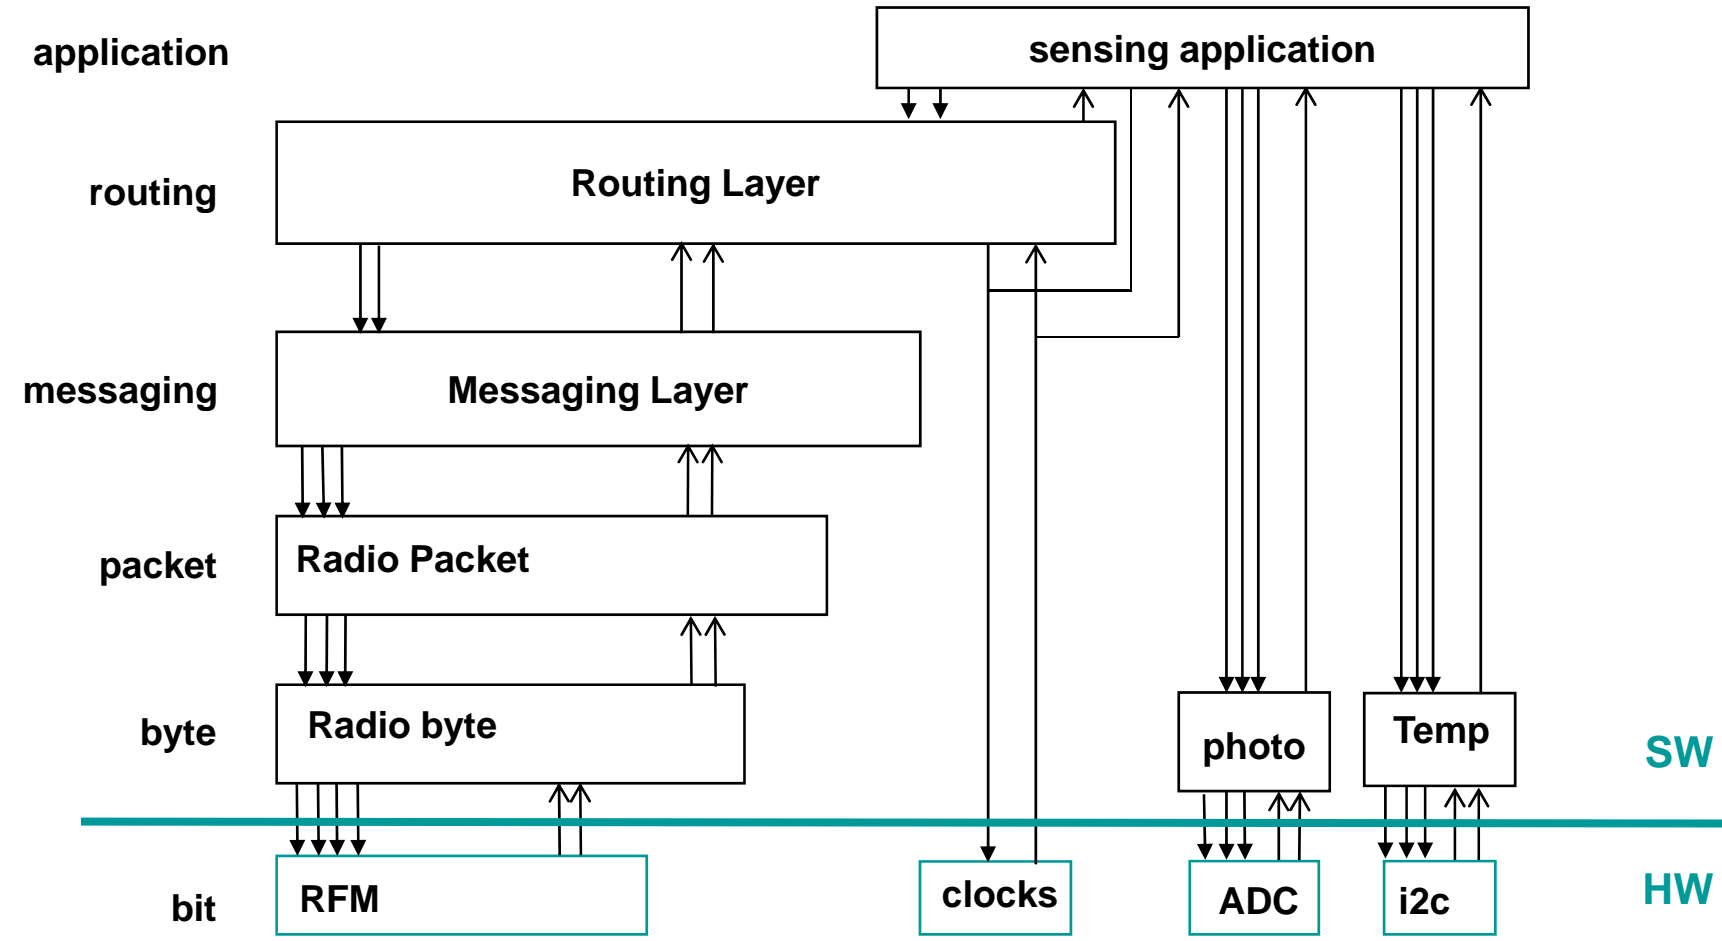 application
sensing application
routing
Routing Layer
messaging
Messaging Layer
packet
Radio Packet
byte
Radio byte
photo
Temp
SW
bit
RFM
clocks
ADC
i2c
HW